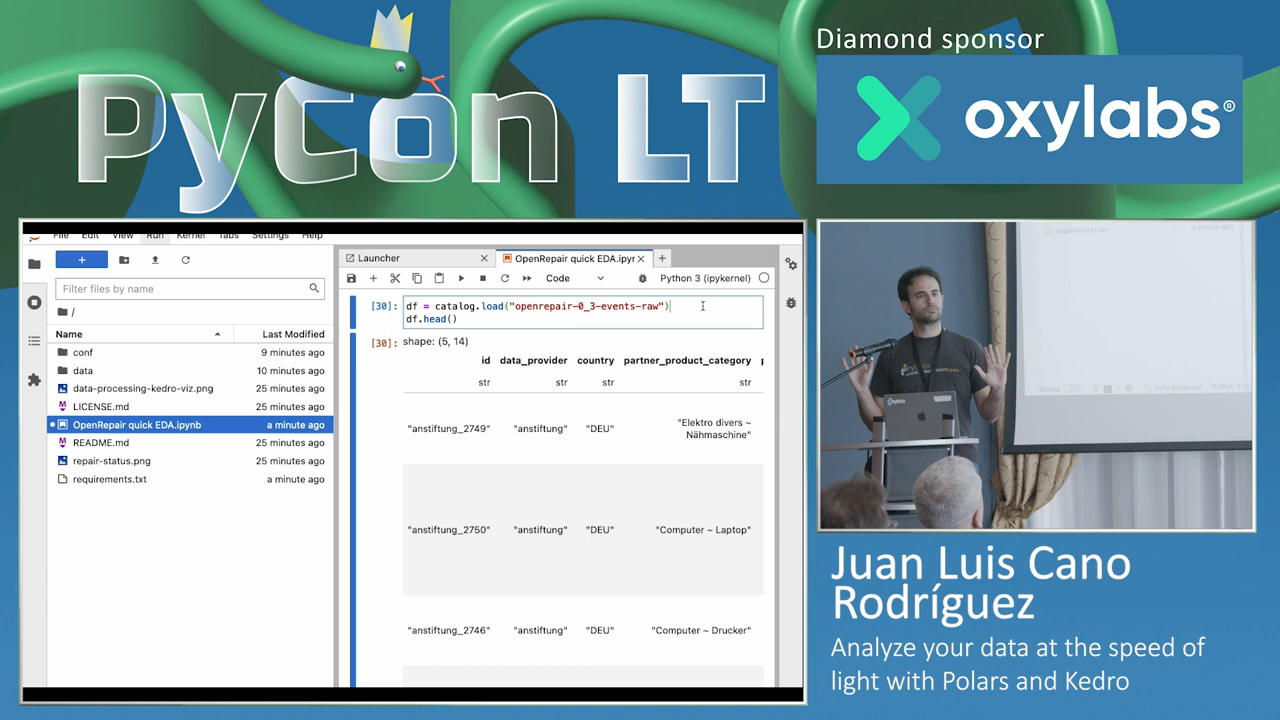 PyCon LT
Diamond sponsor
oxylabs®
File Edit View Run Kernel Tabs Settings Help
Launcher
OpenRepair quick EDA.ipyr
Filter files by name
Code
Python 3 (ipykernel)
/
Name Last Modified
conf 9 minutes ago
data 10 minutes ago
data-processing-kedro-viz.png 25 minutes ago
LICENSE.md 25 minutes ago
OpenRepair quick EDA.ipynb a minute ago
README.md 25 minutes ago
repair-status.png 25 minutes ago
requirements.txt a minute ago
[30]: df = catalog.load("openrepair-0_3-events-raw")
df.head()
[30]: shape: (5, 14)
id data_provider country partner_product_category p
str str str str
"anstiftung_2749" "anstiftung" "DEU" "Elektro divers ~
Nähmaschine"
"anstiftung_2750" "anstiftung" "DEU" "Computer ~ Laptop"
"anstiftung_2746" "anstiftung" "DEU" "Computer ~ Drucker"
requirements.txt a minute ago
Juan Luis Cano
Rodríguez
Analyze your data at the speed of
light with Polars and Kedro